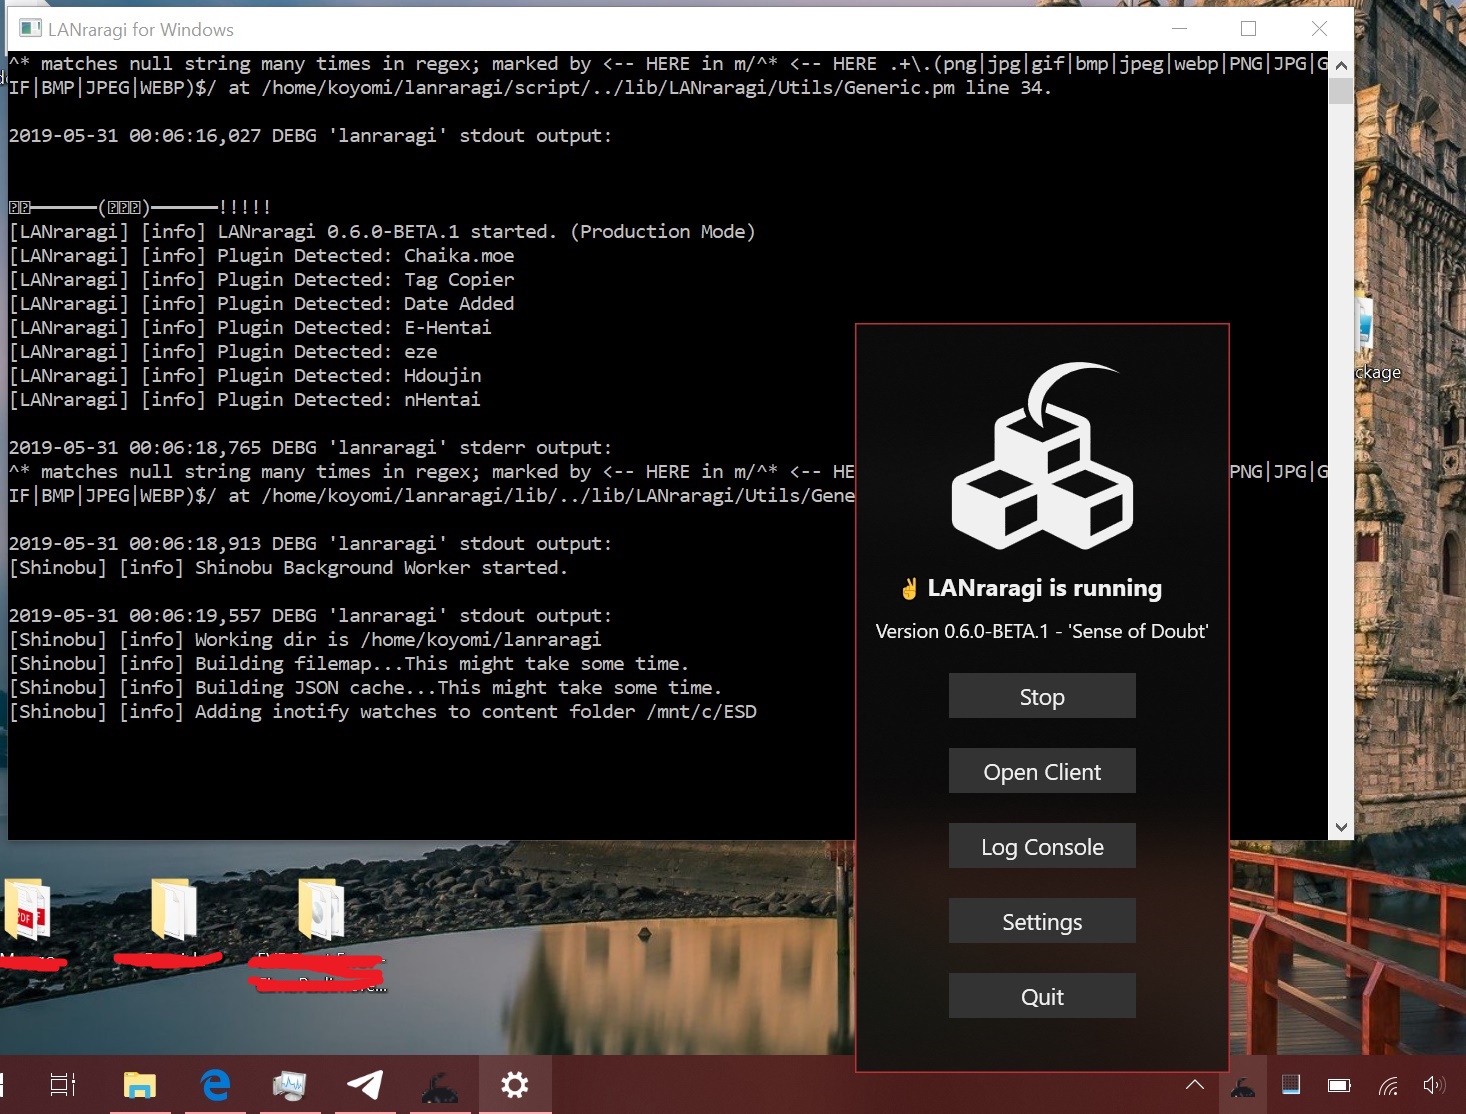 LANraragi for Windows
^* matches null string many times in regex; marked by <-- HERE in m/^* <-- HERE .+\.(png|jpg|gif|bmp|jpeg|webp|PNG|JPG|G
IF|BMP|JPEG|WEBP)$/ at /home/koyomi/lanraragi/script/../lib/LANraragi/Utils/Generic.pm line 34.
2019-05-31 00:06:16,027 DEBG 'lanraragi' stdout output:
━━━━━━(???)━━━━━━!!!!!
[LANraragi] [info] LANraragi 0.6.0-BETA.1 started. (Production Mode)
[LANraragi] [info] Plugin Detected: Chaika.moe
[LANraragi] [info] Plugin Detected: Tag Copier
[LANraragi] [info] Plugin Detected: Date Added
[LANraragi] [info] Plugin Detected: E-Hentai
[LANraragi] [info] Plugin Detected: eze
[LANraragi] [info] Plugin Detected: Hdoujin
[LANraragi] [info] Plugin Detected: nHentai
2019-05-31 00:06:18,765 DEBG 'lanraragi' stderr output:
^* matches null string many times in regex; marked by <-- HERE in m/^* <-- HE PNG|JPG|G
IF|BMP|JPEG|WEBP)$/ at /home/koyomi/lanraragi/lib/../lib/LANraragi/Utils/Gene
2019-05-31 00:06:18,913 DEBG 'lanraragi' stdout output:
[Shinobu] [info] Shinobu Background Worker started.
2019-05-31 00:06:19,557 DEBG 'lanraragi' stdout output:
[Shinobu] [info] Working dir is /home/koyomi/lanraragi
[Shinobu] [info] Building filemap...This might take some time.
[Shinobu] [info] Building JSON cache...This might take some time.
[Shinobu] [info] Adding inotify watches to content folder /mnt/c/ESD
ckage
✌ LANraragi is running
Version 0.6.0-BETA.1 - 'Sense of Doubt'
Stop
Open Client
Log Console
Settings
Quit
PDF